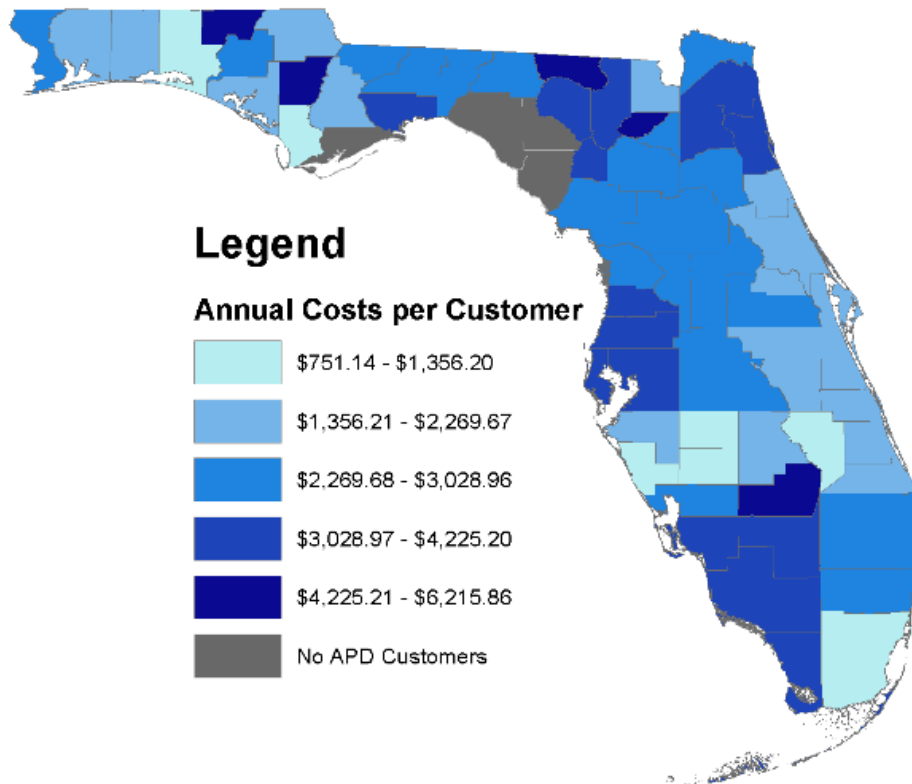 Legend
Annual Costs per Customer
$751.14 - $1,356.20
$1,356.21 - $2,269.67
$2,269.68 - $3,028.96
$3,028.97 - $4,225.20
$4,225.21 - $6,215.86
No APD Customers